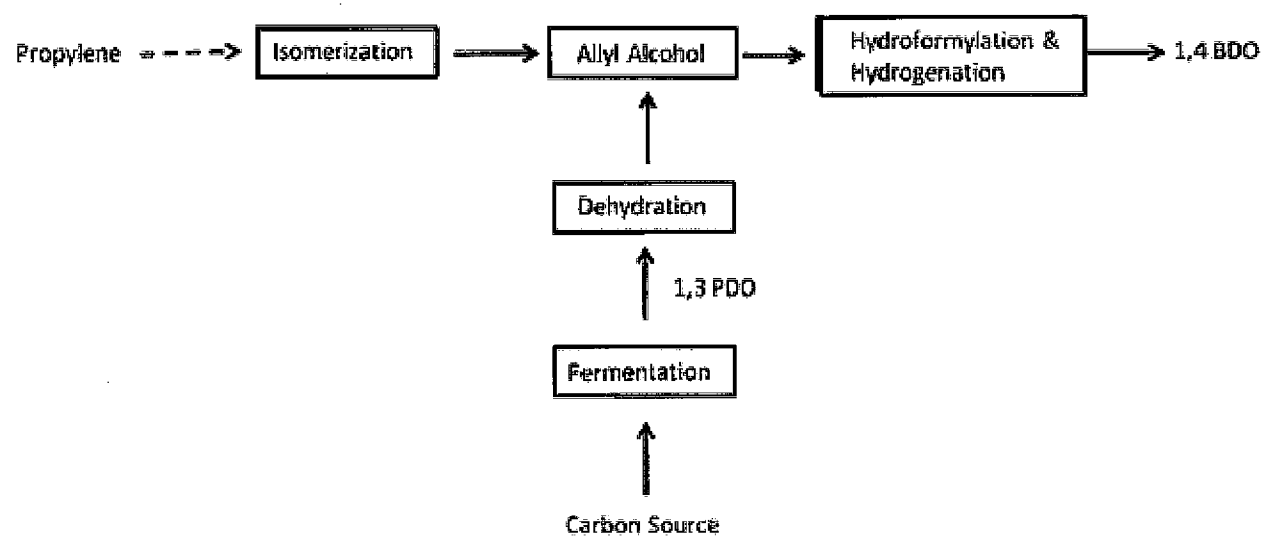 Propylene
Isomerization
Allyl Alcohol
Hydroformylation &
Hydrogenation
1,4 BDO
Dehydration
1,3 PDO
Fermentation
Carbon Source